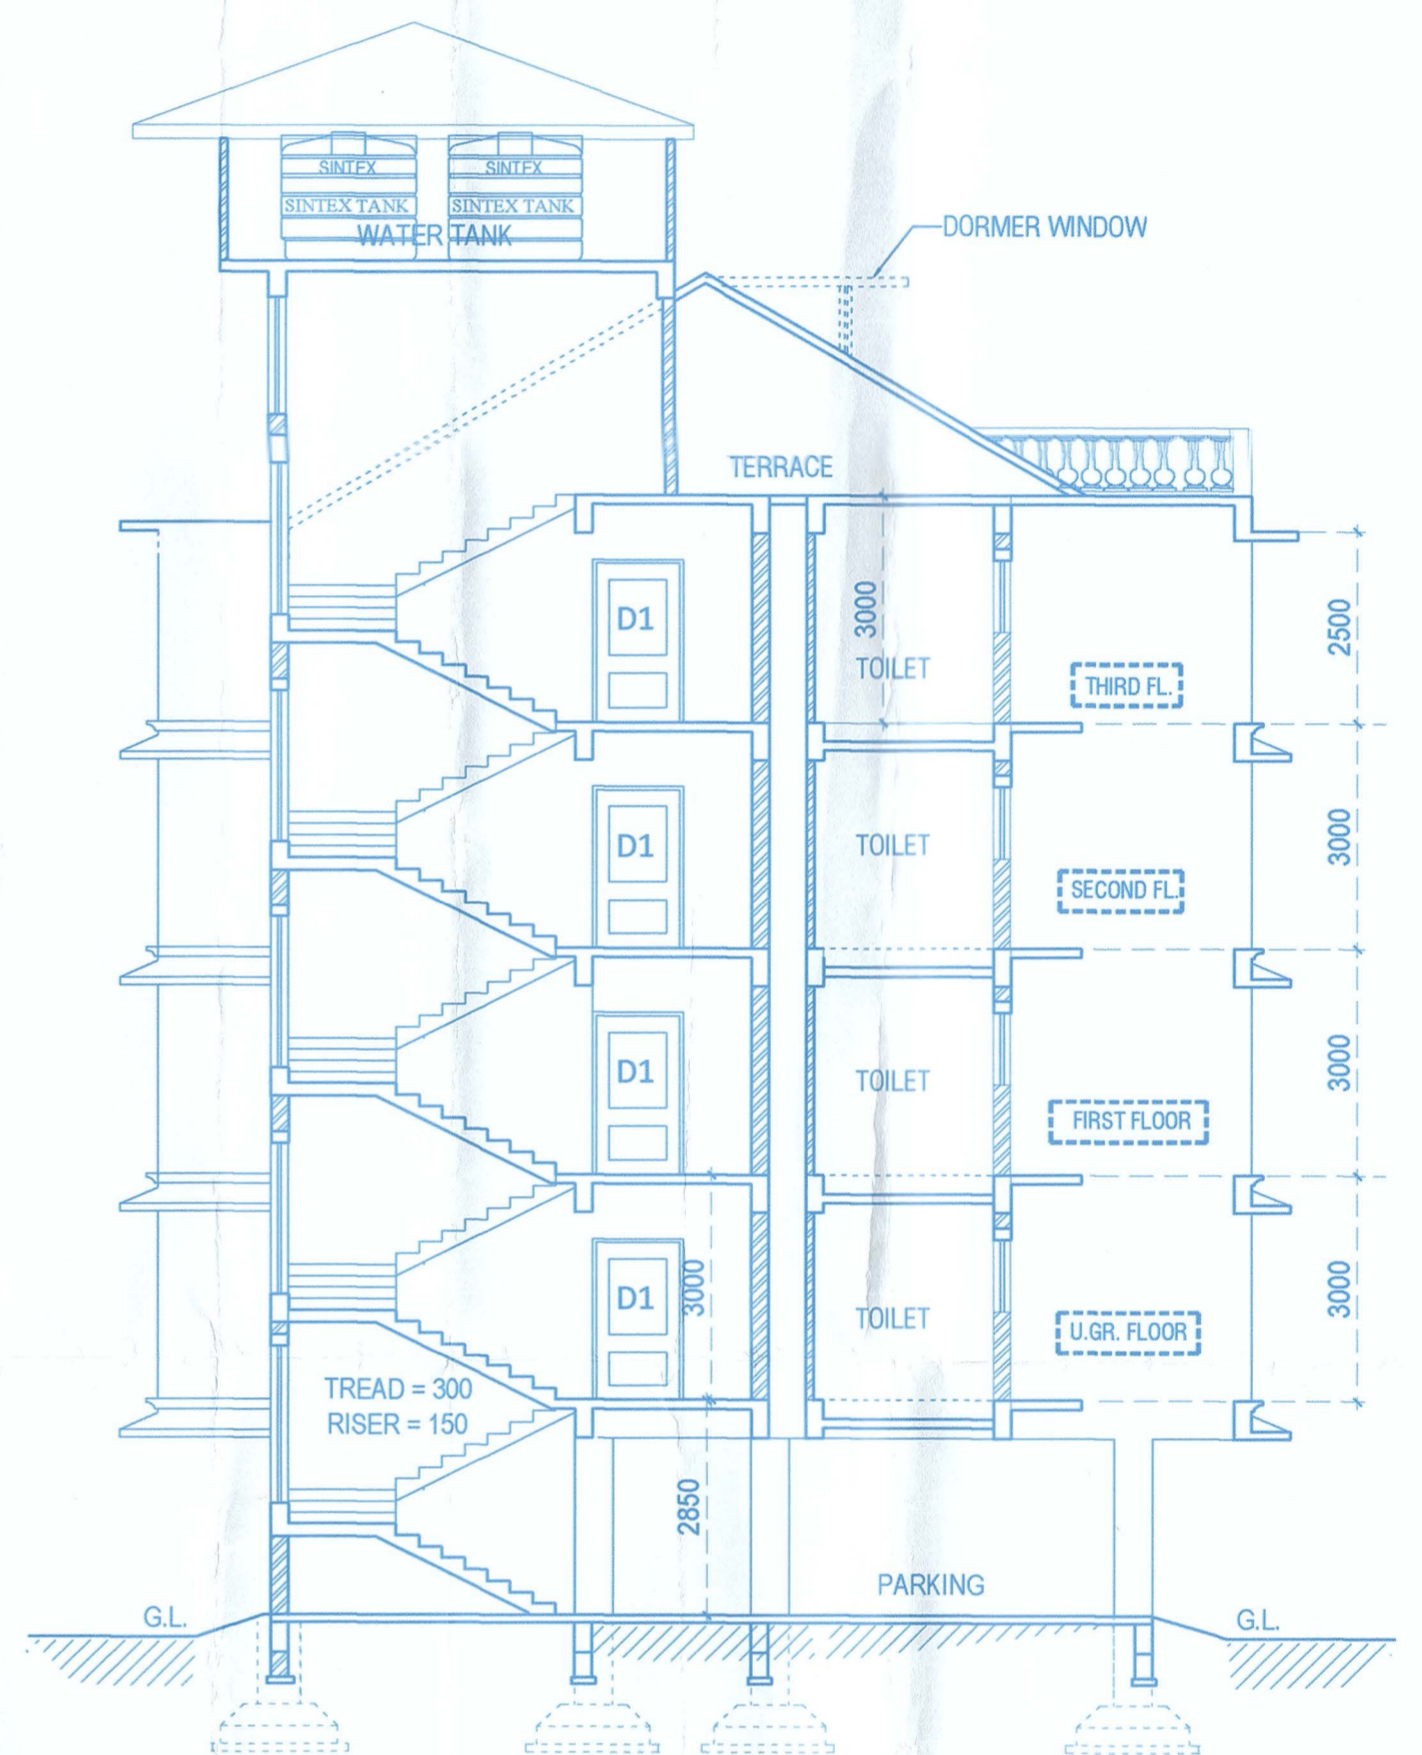 SINTEX
SINTEX
SINTEX TANK
SINTEX TANK
WATER TANK
DORMER WINDOW
TERRACE
3000
2500
D1
TOILET
THIRD FL.
D1
TOILET
3000
SECOND FL.
D1
TOILET
3000
FIRST FLOOR
D1
3000
TOILET
3000
U.GR. FLOOR
TREAD = 300
RISER = 150
2850
PARKING
G.L.
G.L.